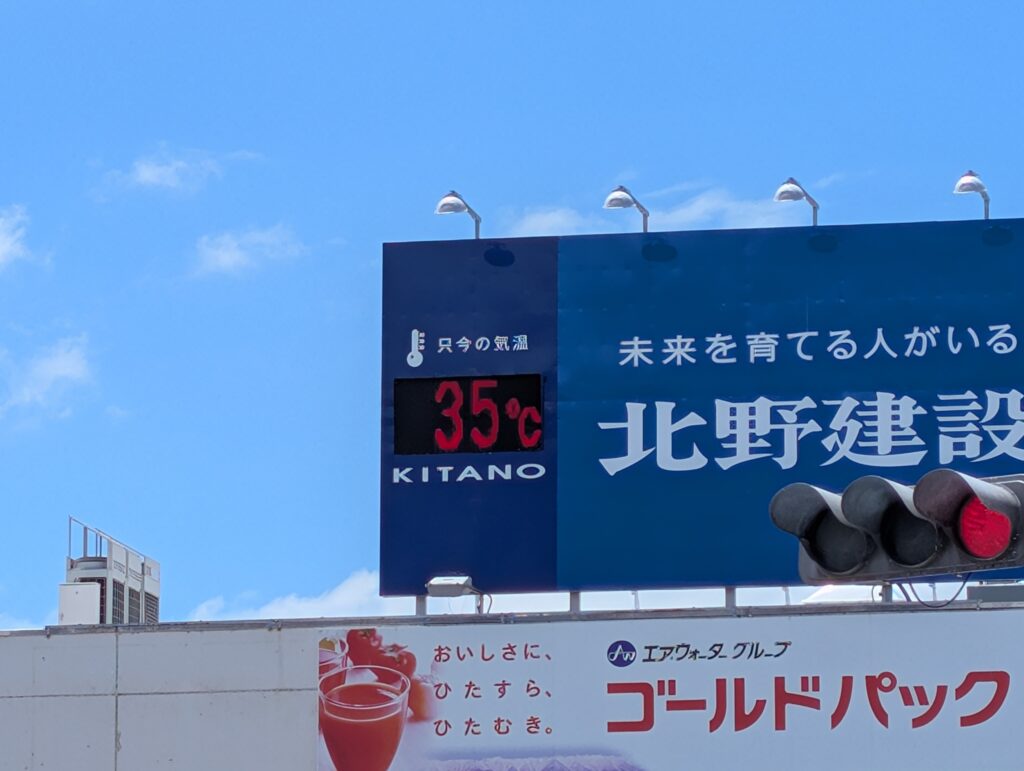 只今の気温
35℃
KITANO
未来を育てる人がいる
北野建設
おいしさに、
ひたすら、
ひたむき。
エア・ウォーターグループ
ゴールドパック